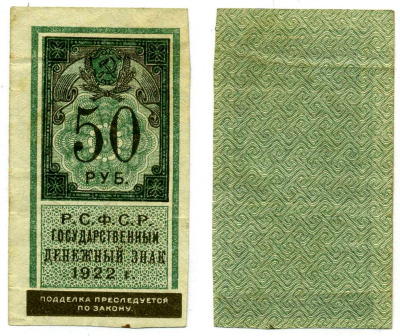 50
РУБ.
Р.С.Ф.С.Р.
ГОСУДАРСТВЕННЫЙ
ДЕНЕЖНЫЙ ЗНАК
1922 г.
ПОДДЕЛКА ПРЕСЛЕДУЕТСЯ
ПО ЗАКОНУ.